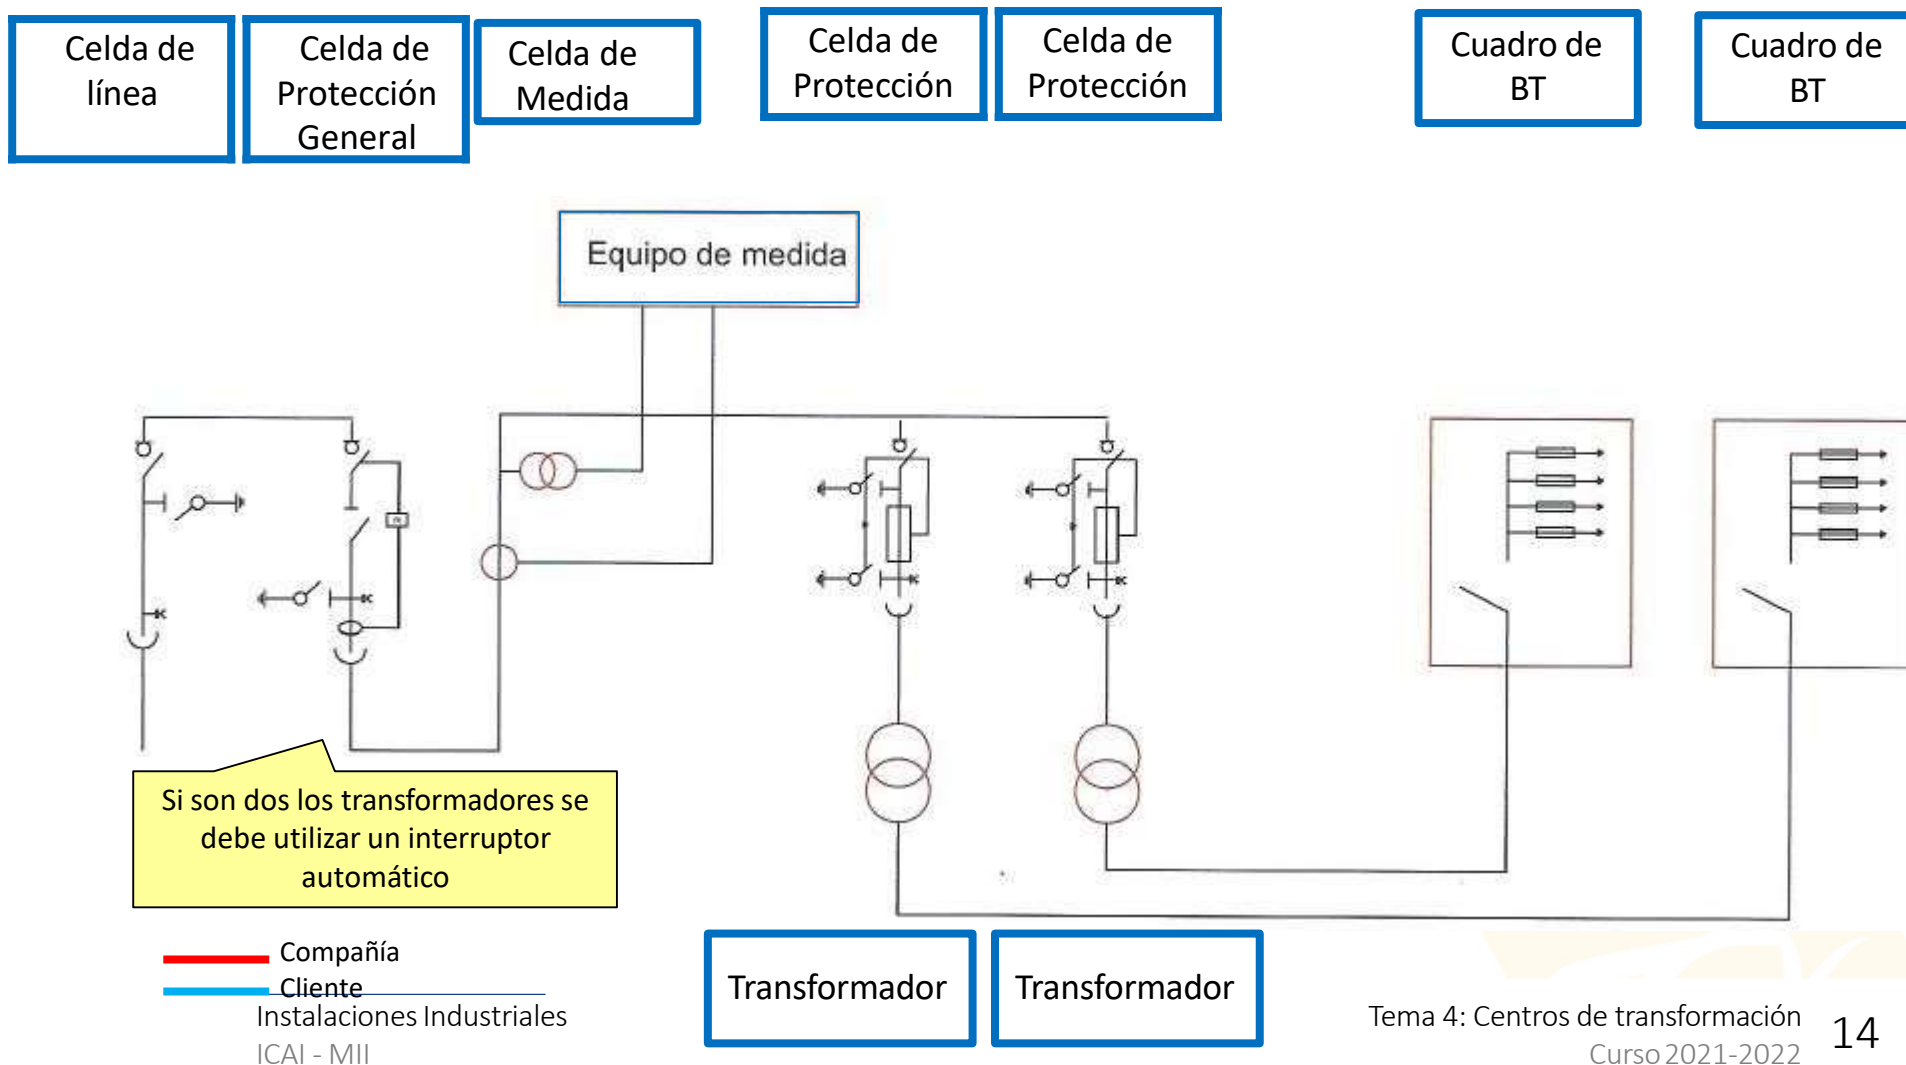 Celda de
línea
Celda de
Protección
General
Celda de
Medida
Celda de
Protección
Celda de
Protección
Cuadro de
BT
Cuadro de
BT
Equipo de medida
Si son dos los transformadores se
debe utilizar un interruptor
automático
Compañía
Cliente
Transformador
Transformador
Instalaciones Industriales
ICAI - MII
Tema 4: Centros de transformación
Curso 2021-2022
14